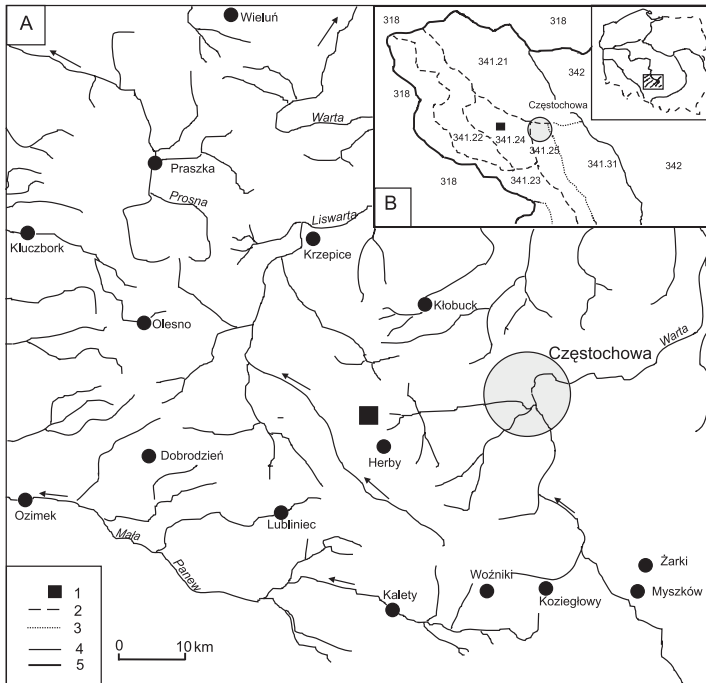 A
Wieluń
Warta
Praszka
Prosna
Liswarta
Kluczbork
Krzepice
Olesno
Kłobuck
Częstochowa
Warta
Dobrodzień
Herby
Ozimek
Lubliniec
Mała
Panew
Kalety
Woźniki
Koziegłowy
Żarki
Myszków
1
2
3
4
5
0 10 km
B
318
318
341.21
342
318
Częstochowa
341.22
341.24
341.25
341.31
342
318
341.23